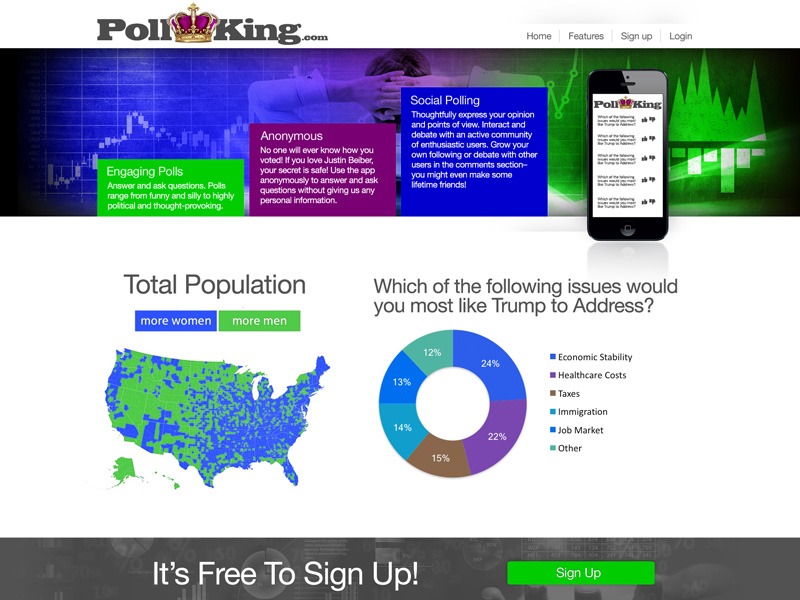 Poll King.com
Home
Features
Sign up
Login
Engaging Polls
Answer and ask questions. Polls
range from funny and silly to highly
political and thought-provoking.
Anonymous
No one will ever know how you
voted! If you love Justin Beiber,
your secret is safe! Use the app
anonymously to answer and ask
questions without giving us any
personal information.
Social Polling
Thoughtfully express your opinion
and points of view. Interact and
debate with an active community
of enthusiastic users. Grow your
own following or debate with other
users in the comments section–
you might even make some
lifetime friends!
Poll King
Which of the following
issues would you most
like Trump to Address?
Which of the following
issues would you most
like Trump to Address?
Which of the following
issues would you most
like Trump to Address?
Which of the following
issues would you most
like Trump to Address?
Which of the following
issues would you most
like Trump to Address?
Total Population
more women
more men
Which of the following issues would
you most like Trump to Address?
24%
22%
15%
14%
13%
12%
Economic Stability
Healthcare Costs
Taxes
Immigration
Job Market
Other
It's Free To Sign Up!
Sign Up